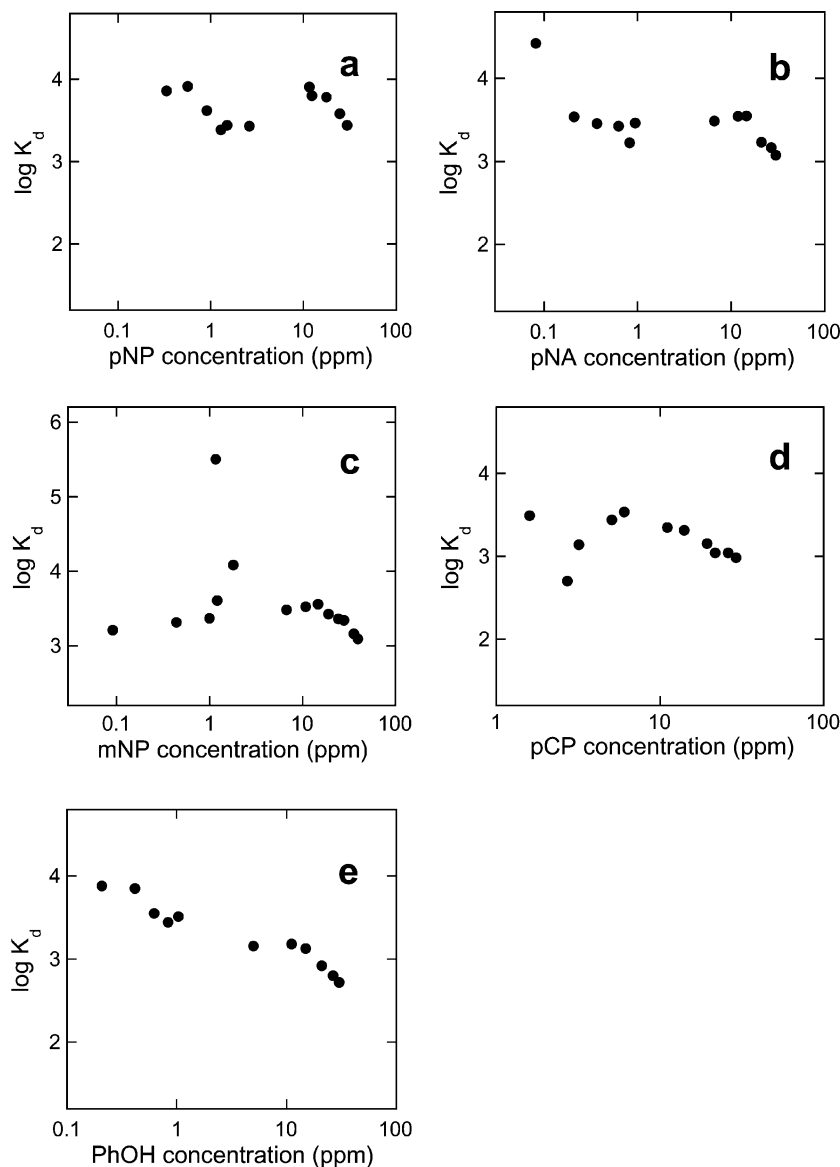 a
4
3
2
log K_d
0.1 1 10 100
pNP concentration (ppm)
b
4
3
2
log K_d
0.1 1 10 100
pNA concentration (ppm)
c
6
5
4
3
log K_d
0.1 1 10 100
mNP concentration (ppm)
d
4
3
2
log K_d
1 10 100
pCP concentration (ppm)
e
4
3
2
log K_d
0.1 1 10 100
PhOH concentration (ppm)